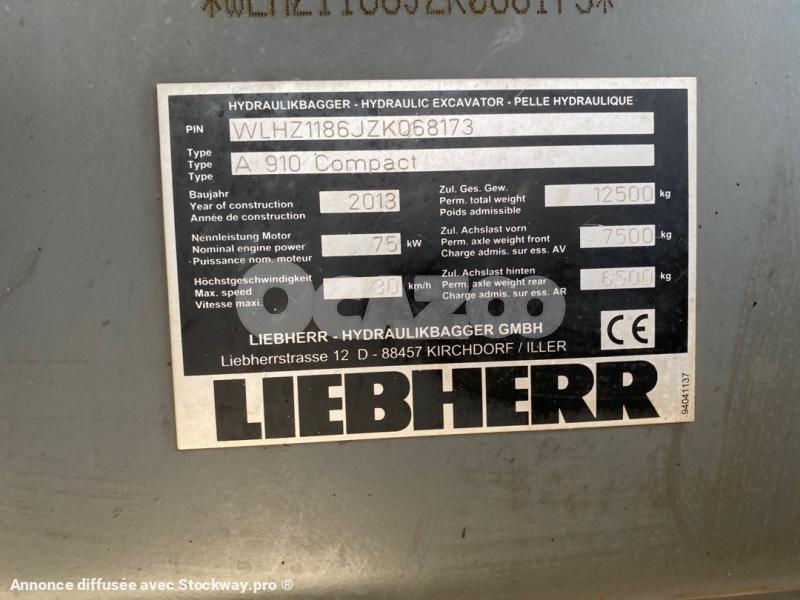 *WLHZ1186JZK068173*
HYDRAULIKBAGGER - HYDRAULIC EXCAVATOR - PELLE HYDRAULIQUE
PIN WLHZ1186JZK068173
Type
Type A 910 Compact
Type
Baujahr
Year of construction 2013
Année de construction
Zul. Ges. Gew.
Perm. total weight 12500 kg
Poids admissible
Nennleistung Motor
Nominal engine power 75 kW
Puissance nom. moteur
Zul. Achslast vorn
Perm. axle weight front 7500 kg
Charge admis. sur ess. AV
Höchstgeschwindigkeit
Max. speed 30 km/h
Vitesse maxi.
Zul. Achslast hinten
Perm. axle weight rear 6500 kg
Charge admis. sur ess. AR
OCAZOO
LIEBHERR - HYDRAULIKBAGGER GMBH
Liebherrstrasse 12 D - 88457 KIRCHDORF / ILLER
CE
LIEBHERR
94041137
Annonce diffusée avec Stockway.pro ®